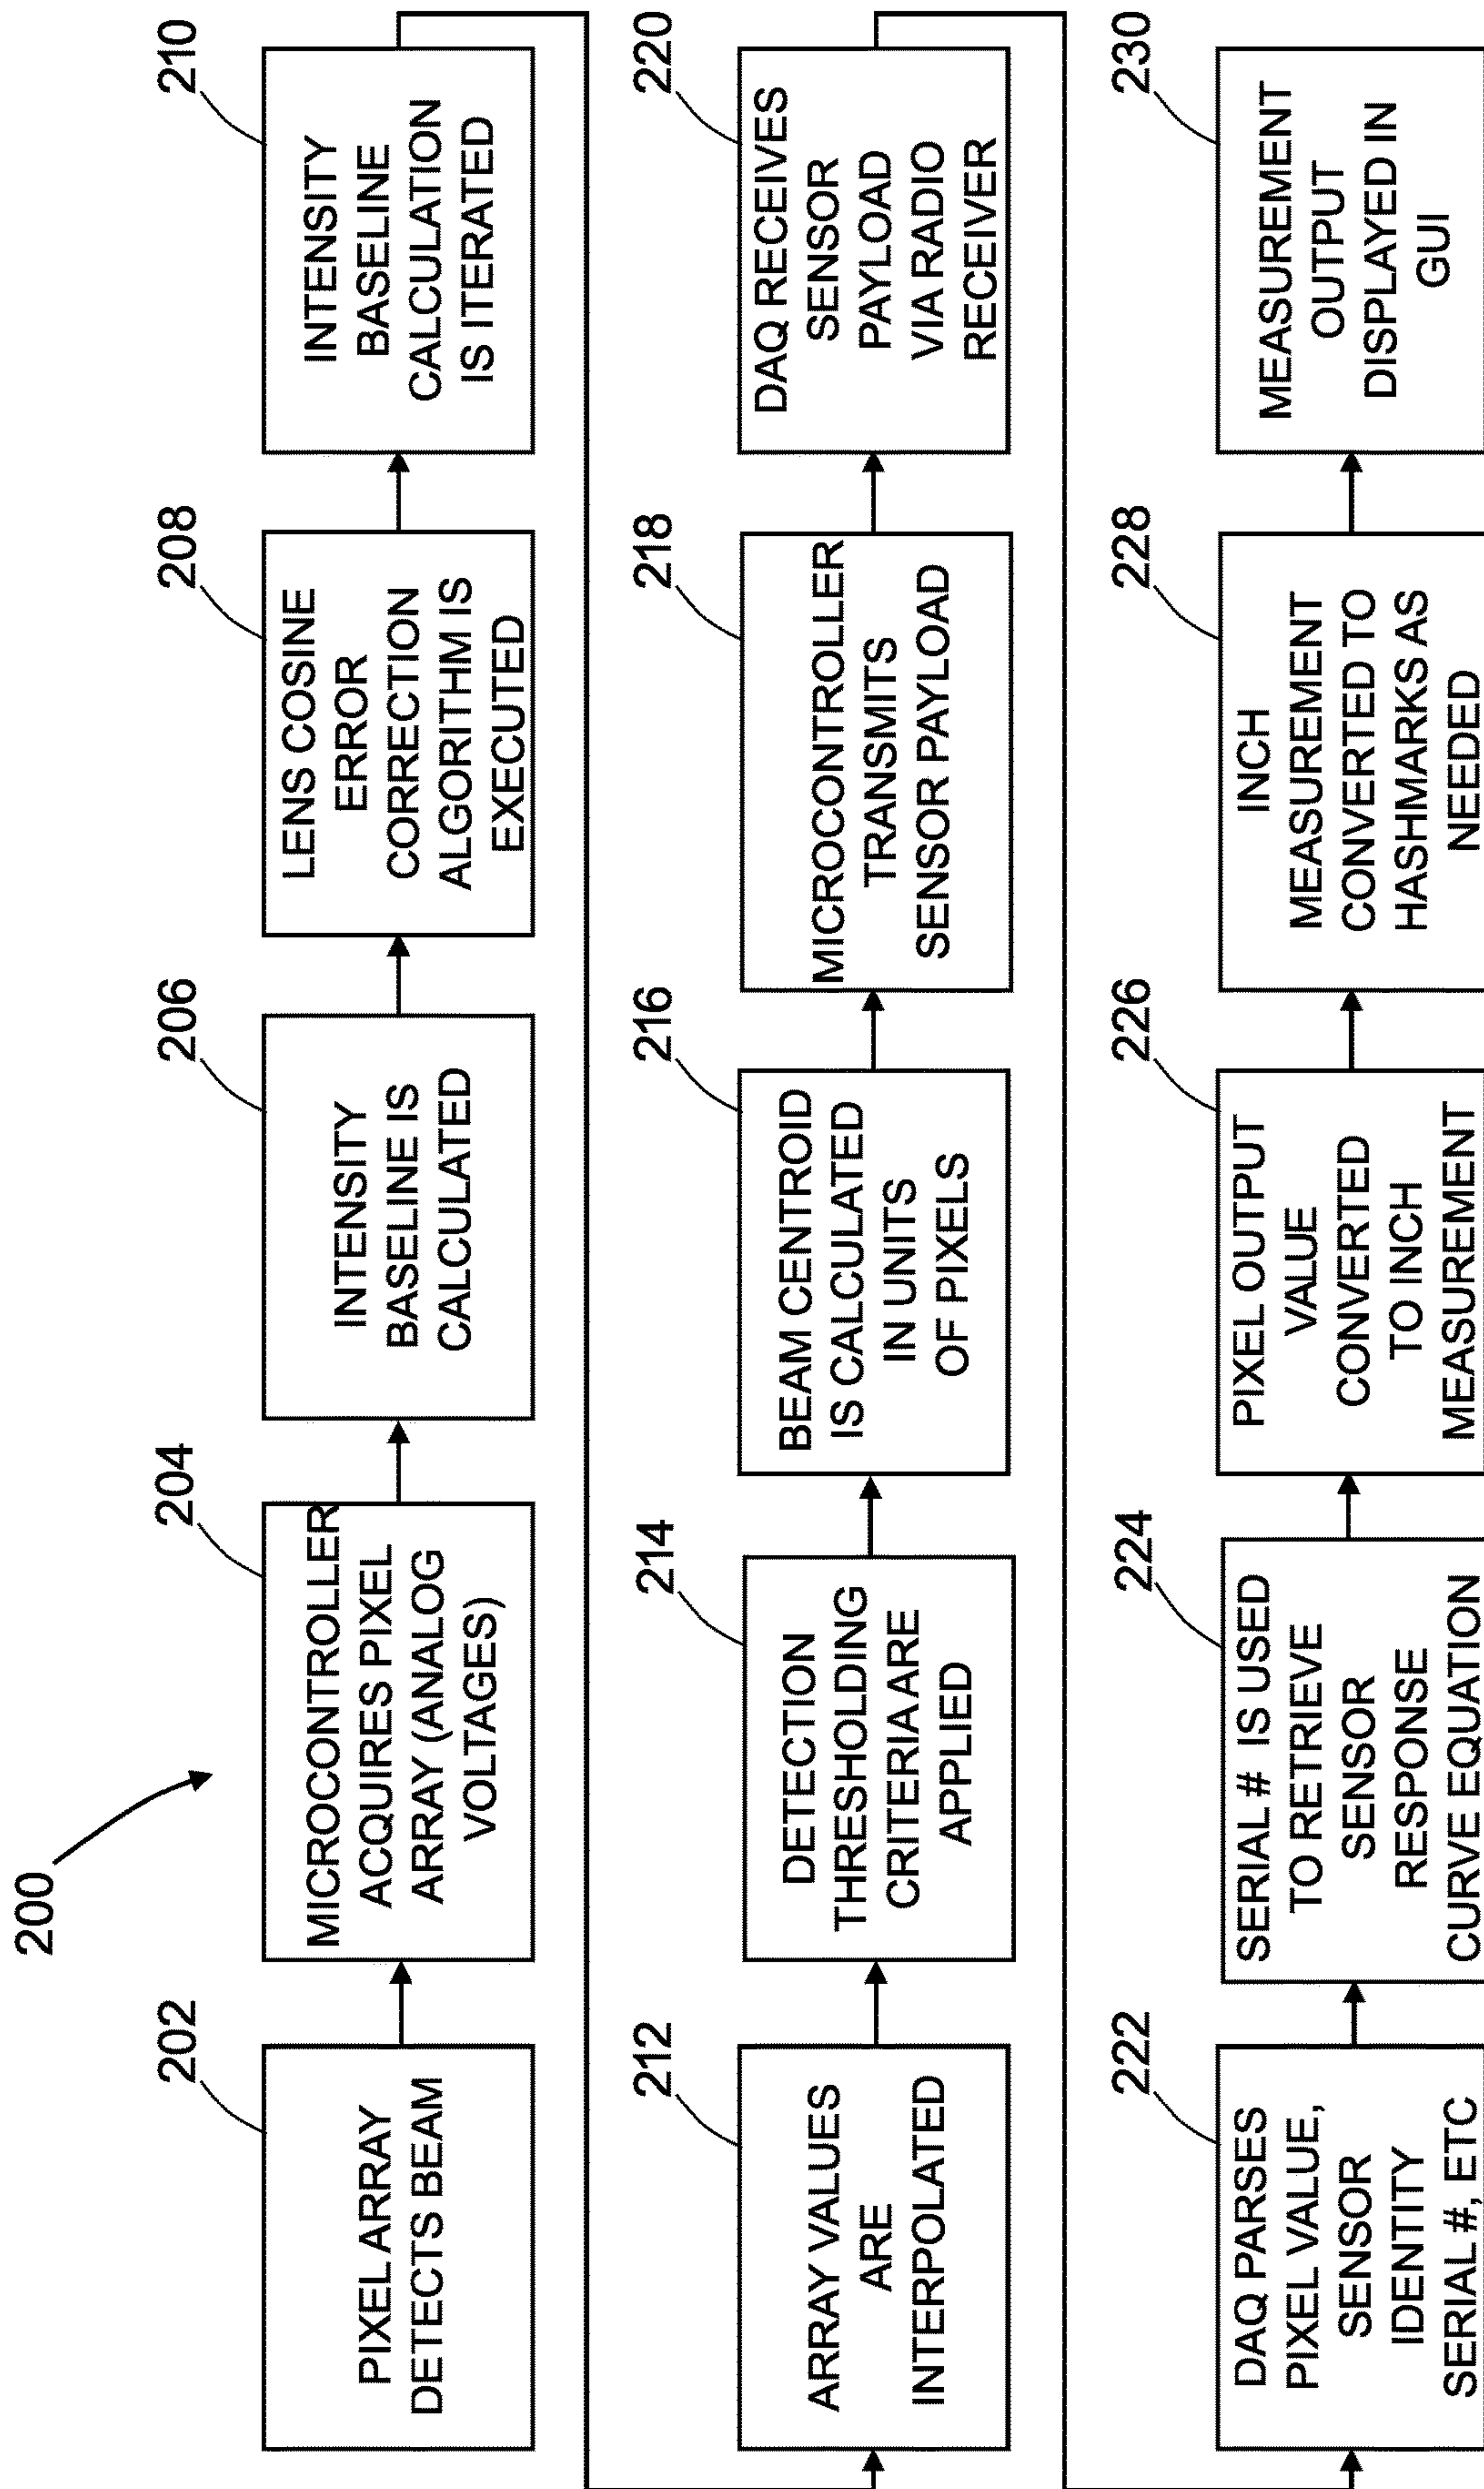 200
202
PIXEL ARRAY
DETECTS BEAM
204
MICROCONTROLLER
ACQUIRES PIXEL
ARRAY (ANALOG
VOLTAGES)
206
INTENSITY
BASELINE IS
CALCULATED
208
LENS COSINE
ERROR
CORRECTION
ALGORITHM IS
EXECUTED
210
INTENSITY
BASELINE
CALCULATION
IS ITERATED
212
ARRAY VALUES
ARE
INTERPOLATED
214
DETECTION
THRESHOLDING
CRITERIA ARE
APPLIED
216
BEAM CENTROID
IS CALCULATED
IN UNITS
OF PIXELS
218
MICROCONTROLLER
TRANSMITS
SENSOR PAYLOAD
220
DAQ RECEIVES
SENSOR
PAYLOAD
VIA RADIO
RECEIVER
222
DAQ PARSES
PIXEL VALUE,
SENSOR
IDENTITY
SERIAL #, ETC
224
SERIAL # IS USED
TO RETRIEVE
SENSOR
RESPONSE
CURVE EQUATION
226
PIXEL OUTPUT
VALUE
CONVERTED
TO INCH
MEASUREMENT
228
INCH
MEASUREMENT
CONVERTED TO
HASHMARKS AS
NEEDED
230
MEASUREMENT
OUTPUT
DISPLAYED IN
GUI